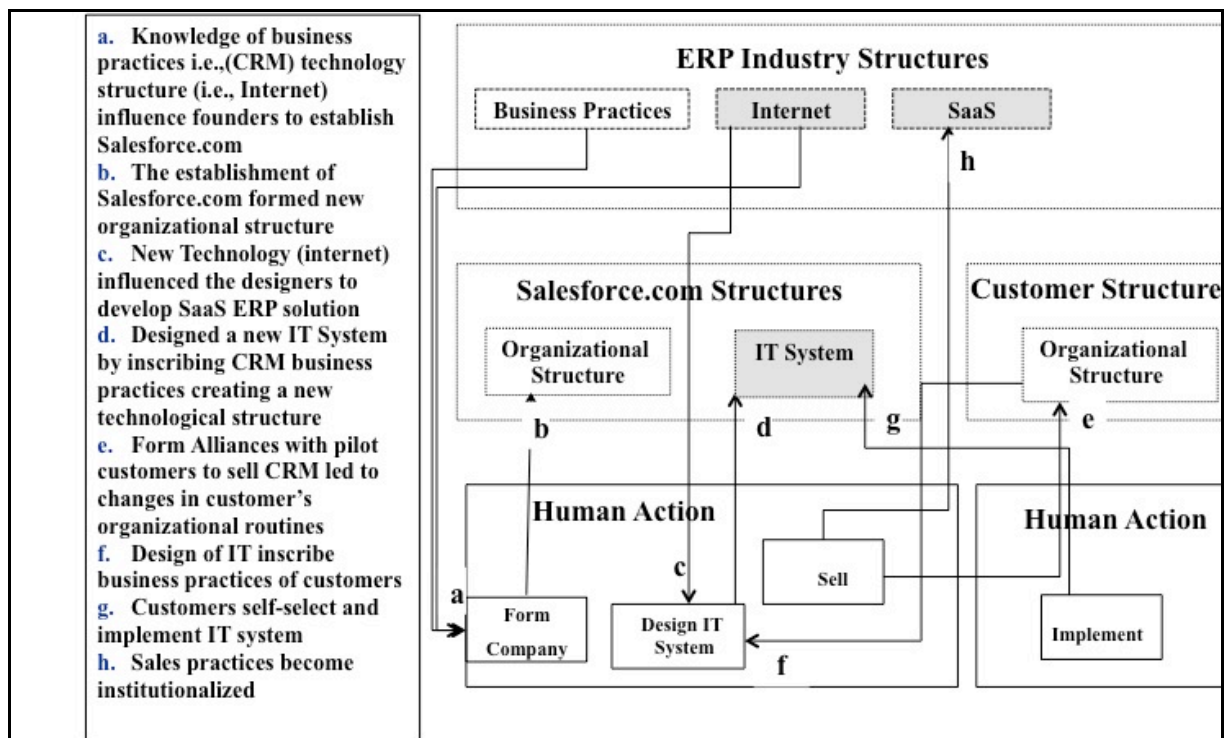 a. Knowledge of business
practices i.e.,(CRM) technology
structure (i.e., Internet)
influence founders to establish
Salesforce.com
b. The establishment of
Salesforce.com formed new
organizational structure
c. New Technology (internet)
influenced the designers to
develop SaaS ERP solution
d. Designed a new IT System
by inscribing CRM business
practices creating a new
technological structure
e. Form Alliances with pilot
customers to sell CRM led to
changes in customer's
organizational routines
f. Design of IT inscribe
business practices of customers
g. Customers self-select and
implement IT system
h. Sales practices become
institutionalized
ERP Industry Structures
Business Practices
Internet
SaaS
h
Salesforce.com Structures
Customer Structure
Organizational
Structure
IT System
Organizational
Structure
b
d
g
e
Human Action
Human Action
c
Sell
a
Form
Company
Design IT
System
Implement
f